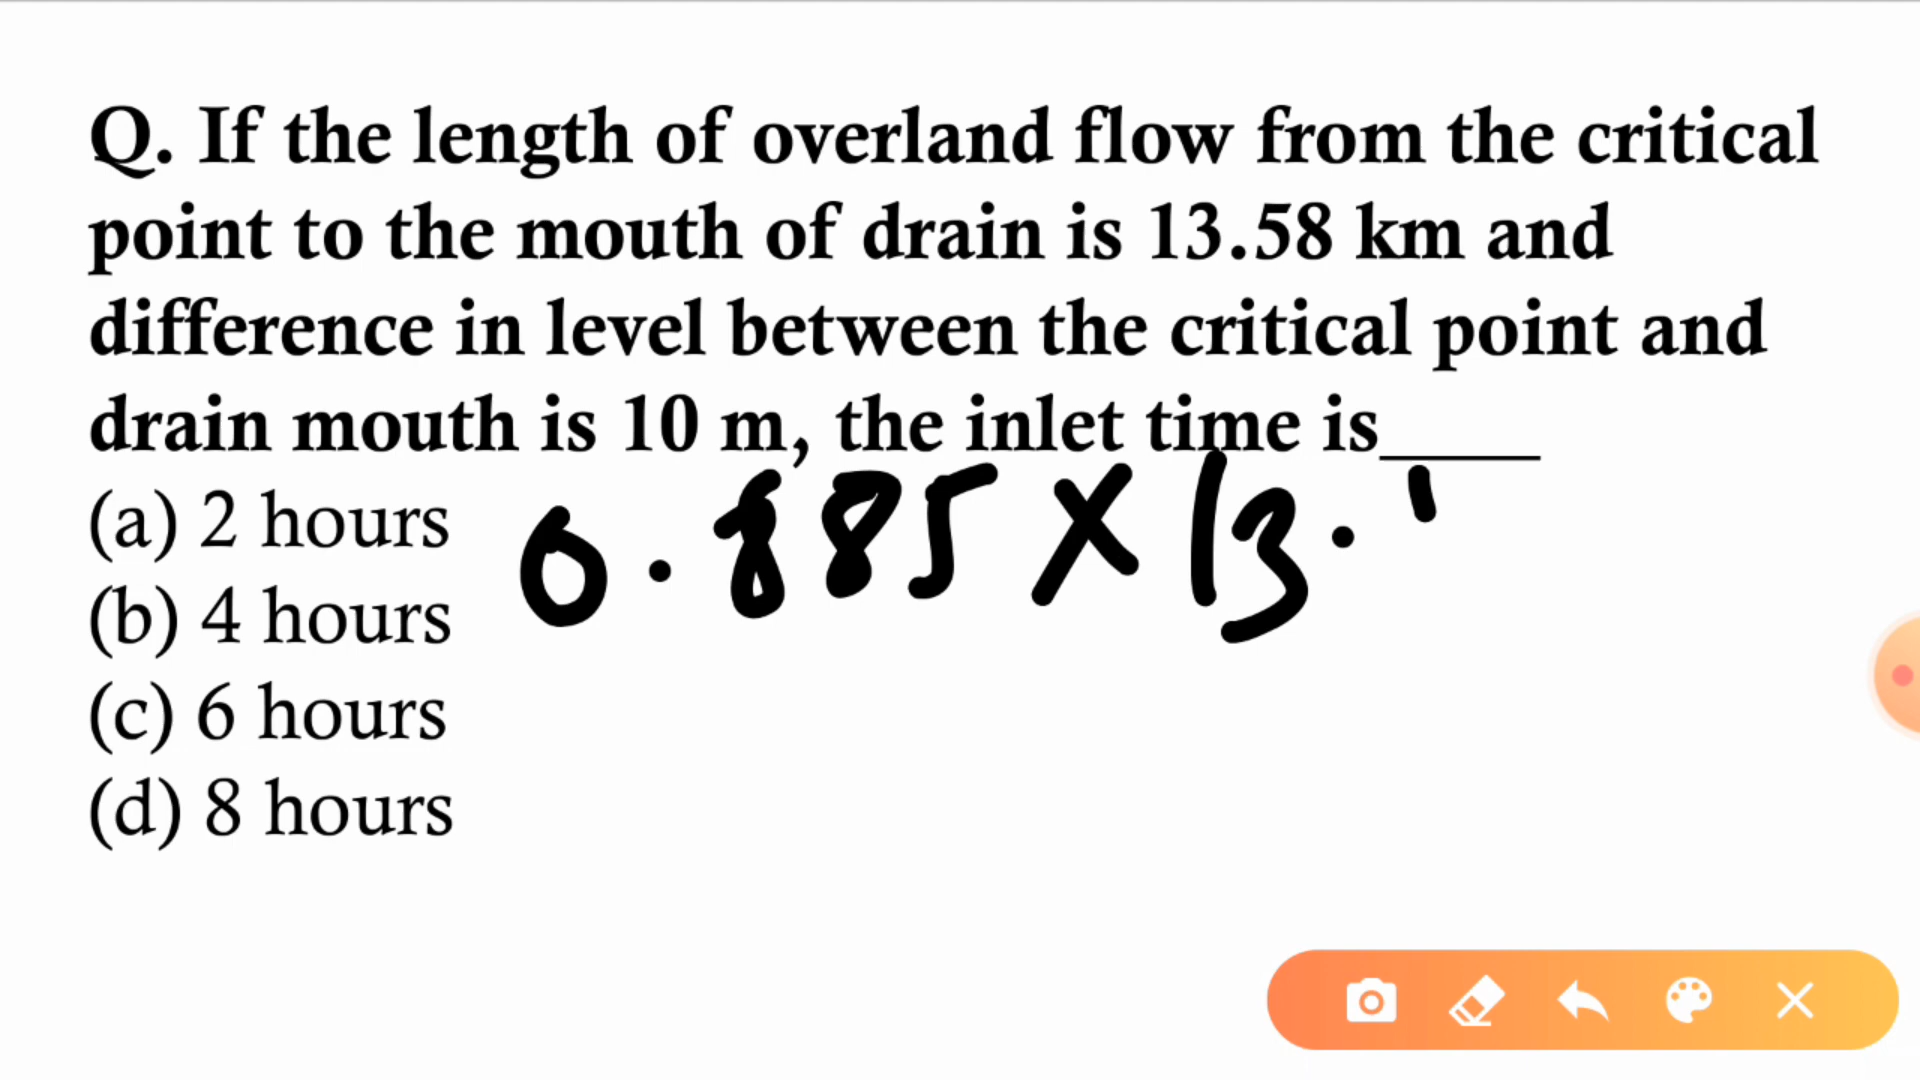 Q. If the length of overland flow from the critical
point to the mouth of drain is 13.58 km and
difference in level between the critical point and
drain mouth is 10 m, the inlet time is____
(a) 2 hours
0.885 × 13.
(b) 4 hours
(c) 6 hours
(d) 8 hours